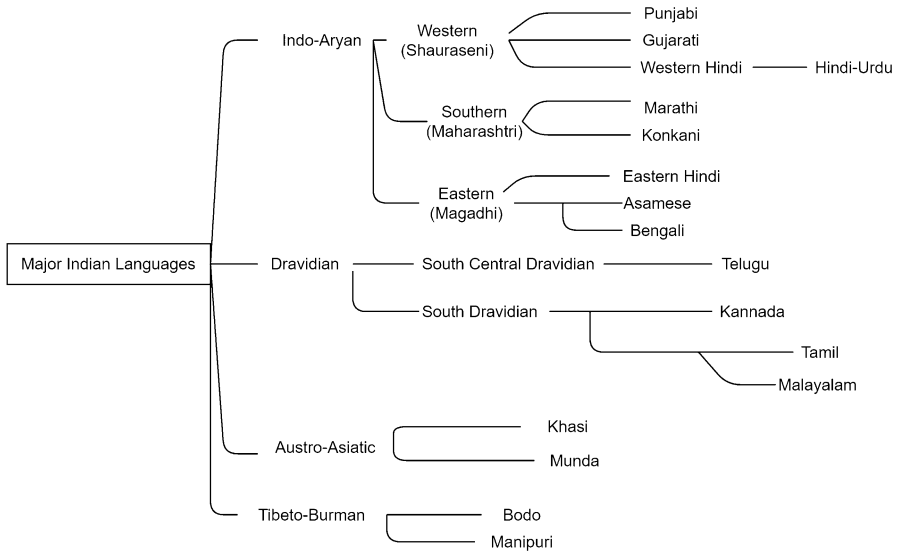 Punjabi
Western
(Shauraseni)
Indo-Aryan
Gujarati
Western Hindi
Hindi-Urdu
Southern
(Maharashtri)
Marathi
Konkani
Eastern
(Magadhi)
Eastern Hindi
Asamese
Bengali
Major Indian Languages
Dravidian
South Central Dravidian
Telugu
South Dravidian
Kannada
Tamil
Malayalam
Austro-Asiatic
Khasi
Munda
Tibeto-Burman
Bodo
Manipuri